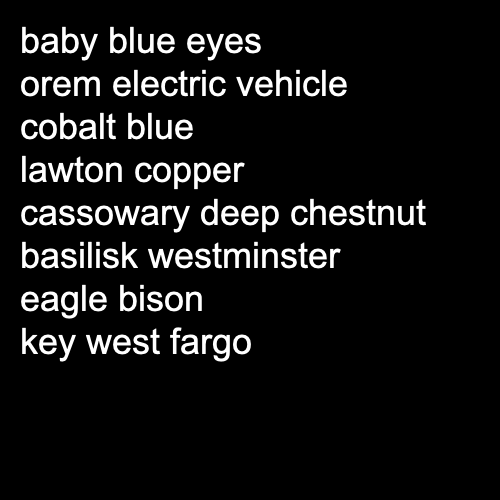 baby blue eyes
orem electric vehicle
cobalt blue
lawton copper
cassowary deep chestnut
basilisk westminster
eagle bison
key west fargo